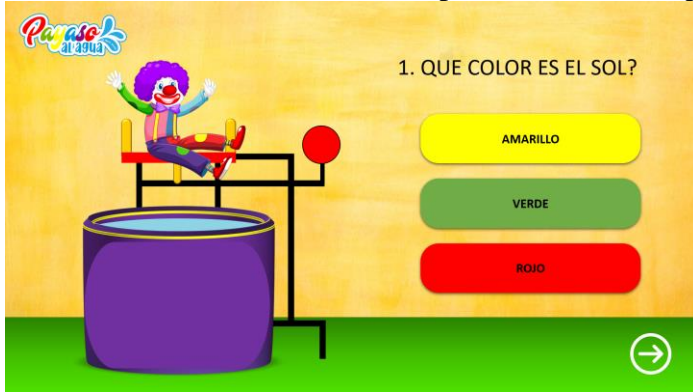 Payaso
al agua
1. QUE COLOR ES EL SOL?
AMARILLO
VERDE
ROJO